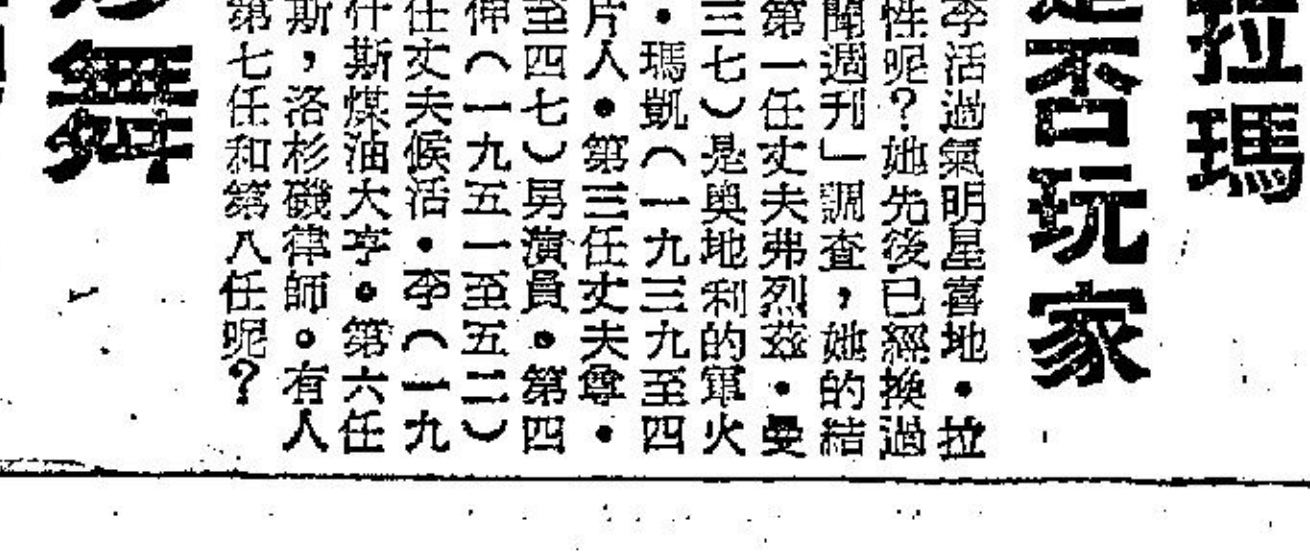 拉瑪
是否玩家
李活過氣明星喜地・拉
性呢?她先後已經換過
聞週刊」調查,她的結
第一任丈夫弗烈茲・曼
三七)是奧地利的軍火
・瑪凱(一九三九至四
片人・第三任丈夫尊・
至四七)男演員・第四
伸(一九五一至五二)
任丈夫候活・李(一九
什斯煤油大亨。第六任
斯,洛杉磯律師。有人
第七任和第八任呢?
舞